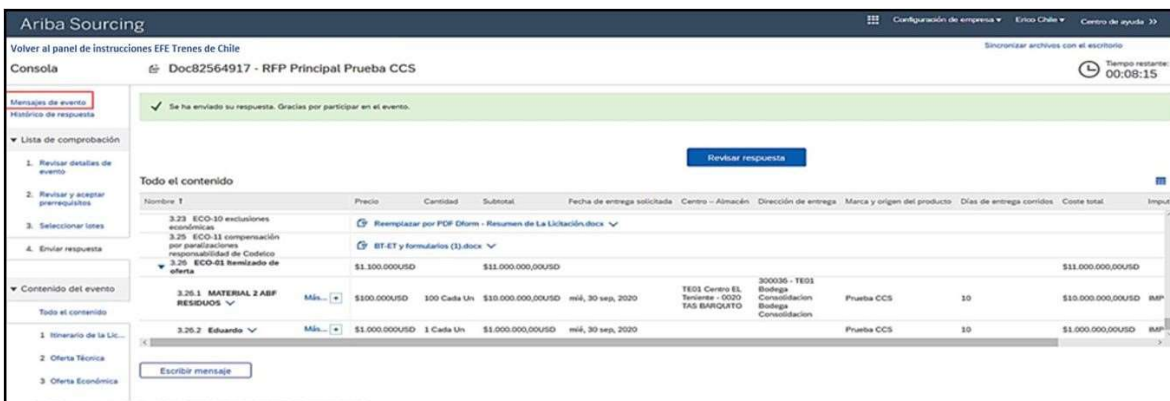 Ariba Sourcing
Configuración de empresa ▾ Erico Chile ▾ Centro de ayuda >>
Volver al panel de instrucciones EFE Trenes de Chile
Sincronizar archivos con el escritorio
Consola
Doc82564917 - RFP Principal Prueba CCS
Tiempo restante:
00:08:15
Mensajes de evento
Histórico de respuesta
Se ha enviado su respuesta. Gracias por participar en el evento.
▾ Lista de comprobación
1. Revisar detalles de
evento
2. Revisar y aceptar
prerrequisitos
3. Seleccionar lotes
4. Enviar respuesta
▾ Contenido del evento
Todo el contenido
1 Itinerario de la Lic...
2 Oferta Técnica
3 Oferta Económica
Revisar respuesta
Todo el contenido
Nombre ↑ Precio Cantidad Subtotal Fecha de entrega solicitada Centro – Almacén Dirección de entrega Marca y origen del producto Días de entrega corridos Coste total Imput
3.23 ECO-10 exclusiones
económicas
Reemplazar por PDF Dform - Resumen de La Licitación.docx
3.25 ECO-11 compensación
por paralizaciones
responsabilidad de Codelco
BT-ET y formularios (1).docx
3.26 ECO-01 Itemizado de
oferta
$1.100.000USD $11.000.000,00USD $11.000.000,00USD
3.26.1 MATERIAL 2 ABF
RESIDUOS
Más... + $100.000USD 100 Cada Un $10.000.000,00USD mié, 30 sep, 2020
TE01 Centro EL
Teniente - 0020
TAS BARQUITO
300036 - TE01
Bodega
Consolidacion
Bodega
Consolidacion
Prueba CCS 10 $10.000.000,00USD IMP
3.26.2 Eduardo Más... + $1.000.000USD 1 Cada Un $1.000.000,00USD mié, 30 sep, 2020 Prueba CCS 10 $1.000.000,00USD IMP
Escribir mensaje